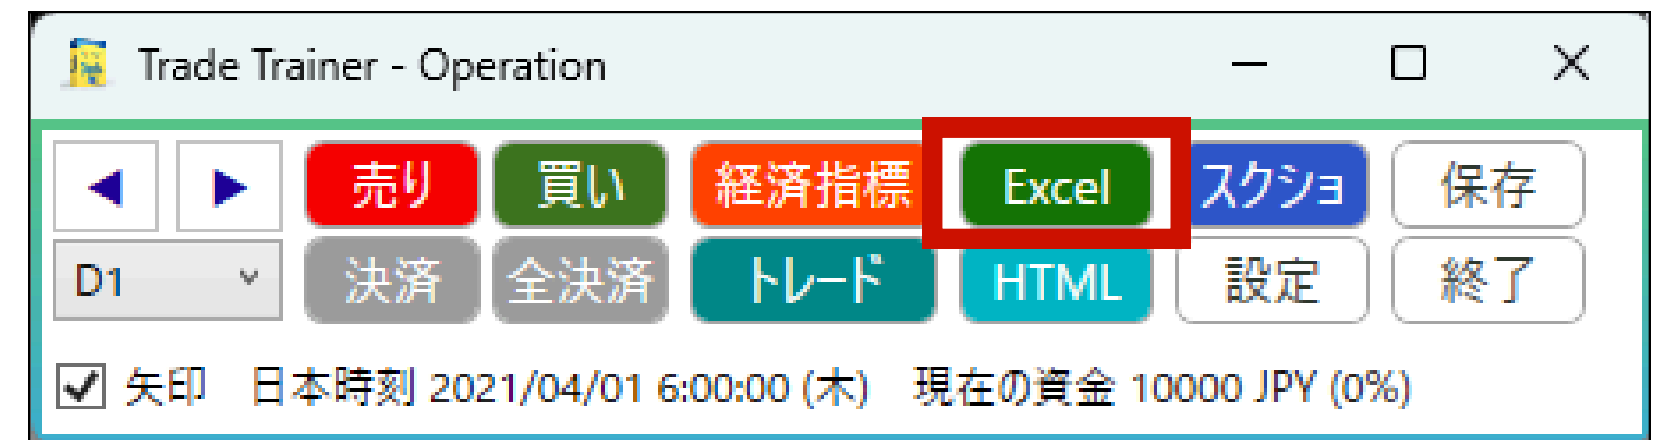 Trade Trainer - Operation
売り 買い 経済指標 Excel スクショ 保存
D1 決済 全決済 トレード HTML 設定 終了
矢印 日本時刻 2021/04/01 6:00:00 (木) 現在の資金 10000 JPY (0%)